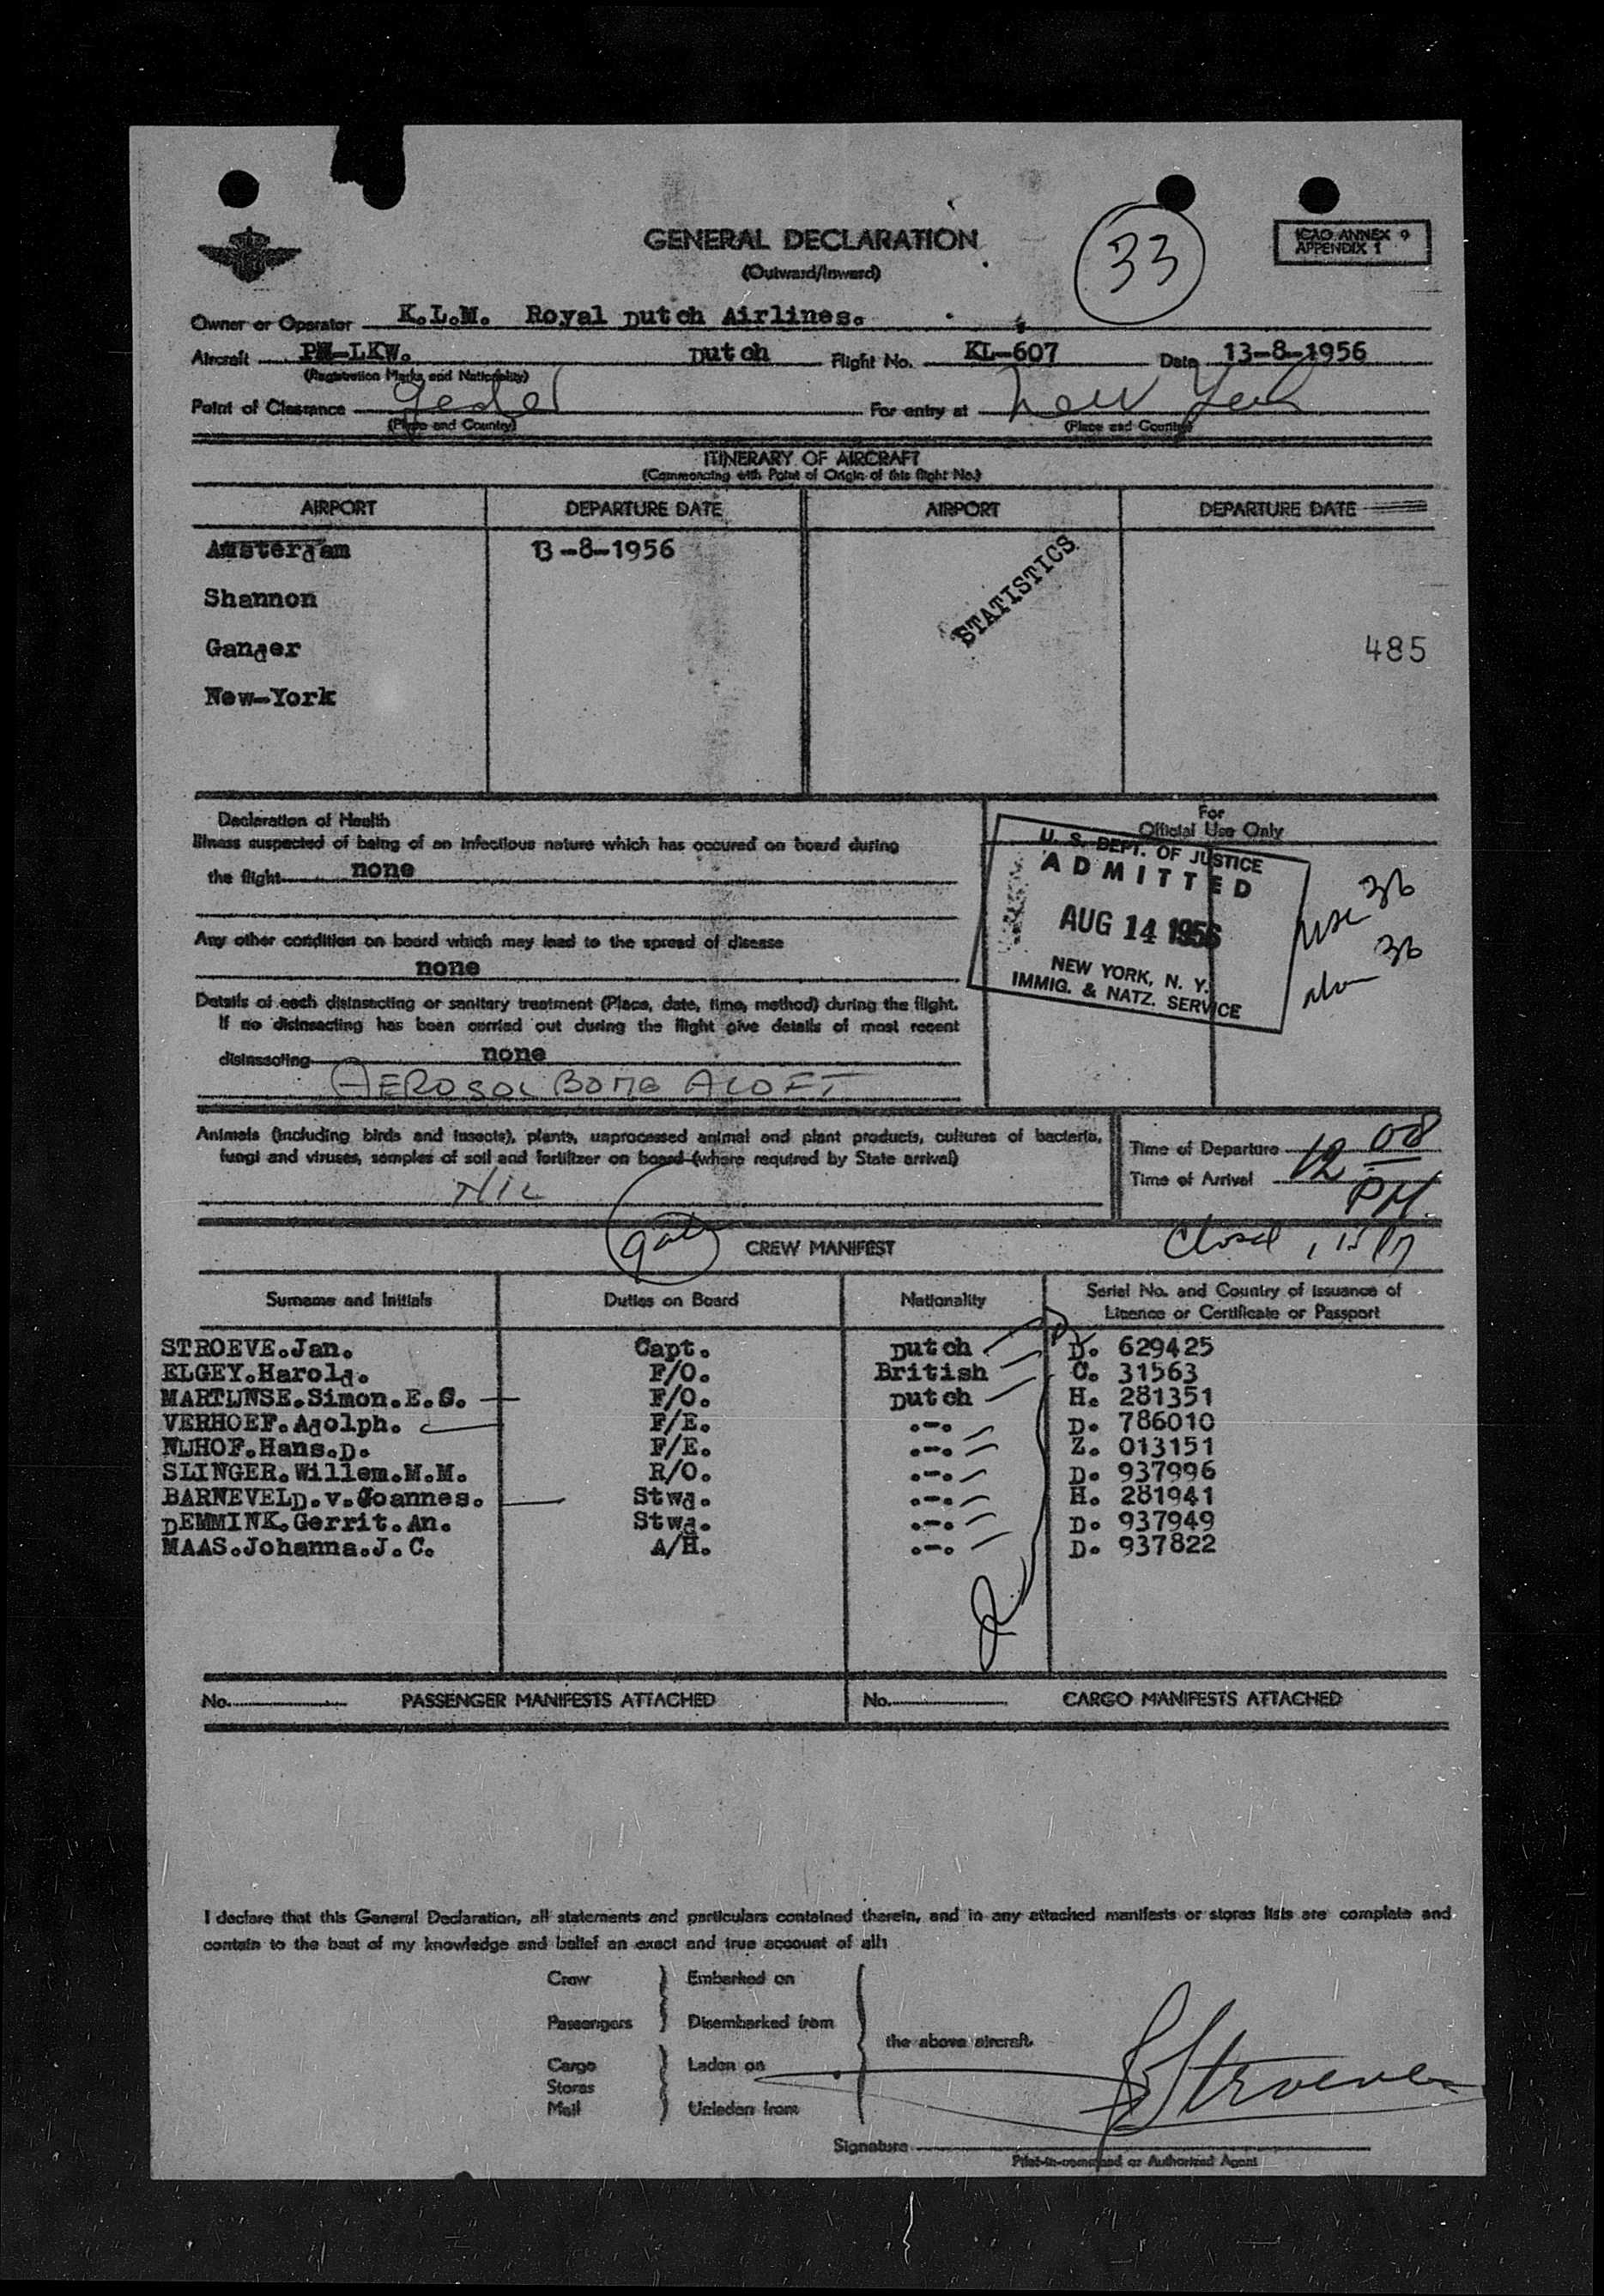 GENERAL DECLARATION
(Outward/Inward)
33
ICAO ANNEX 9
APPENDIX 1
Owner or Operator K.L.M. Royal Dutch Airlines.
Aircraft PH-LKW. Dutch Flight No. KL-607 Date 13-8-1956
(Registration Marks and Nationality)
Point of Clearance For entry at New York
(Place and Country) (Place and Country)
ITINERARY OF AIRCRAFT
(Commencing with Point of Origin of this flight No.)
AIRPORT DEPARTURE DATE AIRPORT DEPARTURE DATE
Amsterdam 13-8-1956
STATISTICS
Shannon
Gander 485
New-York
Declaration of Health
Illness suspected of being of an infectious nature which has occured on board during
the flight none
Any other condition on board which may lead to the spread of disease
none
Details of each disinsecting or sanitary treatment (Place, date, time, method) during the flight.
If no disinsecting has been carried out during the flight give details of most recent
disinsecting none
AEROSOL BOMB ALOFT
For
Official Use Only
U. S. DEPT. OF JUSTICE
ADMITTED
AUG 14 1956
NEW YORK, N. Y.
IMMIG. & NATZ. SERVICE
usc 36
alien 36
Animals (including birds and insects), plants, unprocessed animal and plant products, cultures of bacteria,
fungi and viruses, samples of soil and fertilizer on board (where required by State arrival)
NIL
Time of Departure 12 08
Time of Arrival PM.
Closed
CREW MANIFEST
Surname and Initials Duties on Board Nationality Serial No. and Country of Issuance of
Licence or Certificate or Passport
STROEVE.Jan. Capt. Dutch D. 629425
ELGEY.Harold. F/O. British C. 31563
MARTIJNSE.Simon.E.S. F/O. Dutch H. 281351
VERHOEF.Adolph. F/E. .-. D. 786010
NIJHOF.Hans.D. F/E. .-. Z. 013151
SLINGER.Willem.M.M. R/O. .-. D. 937996
BARNEVELD.v.Joannes. Stwd. .-. H. 281941
DEMMINK.Gerrit.An. Stwd. .-. D. 937949
MAAS.Johanna.J.C. A/H. .-. D. 937822
No. PASSENGER MANIFESTS ATTACHED No. CARGO MANIFESTS ATTACHED
I declare that this General Declaration, all statements and particulars contained therein, and in any attached manifests or stores lists are complete and
contain to the best of my knowledge and belief an exact and true account of all:
Crew Embarked on
Passengers Disembarked from
the above aircraft.
Cargo Laden on
Stores
Mail Unladen from
Stroeve
Signature
Pilot-in-command or Authorized Agent